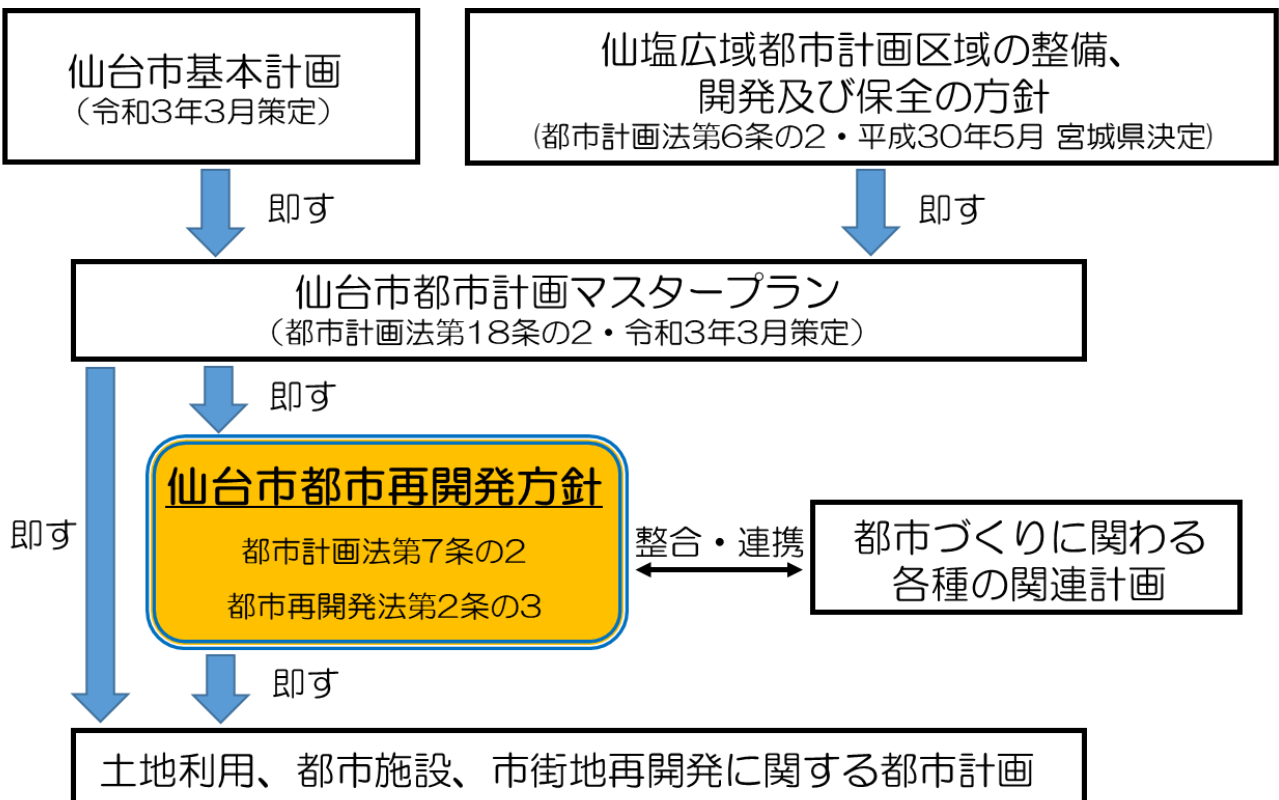 仙台市基本計画
（令和3年3月策定）
仙塩広域都市計画区域の整備、
開発及び保全の方針
(都市計画法第6条の2・平成30年5月 宮城県決定)
即す
即す
仙台市都市計画マスタープラン
（都市計画法第18条の2・令和3年3月策定）
即す
即す
仙台市都市再開発方針
都市計画法第7条の2
都市再開発法第2条の3
整合・連携
都市づくりに関わる
各種の関連計画
即す
土地利用、都市施設、市街地再開発に関する都市計画